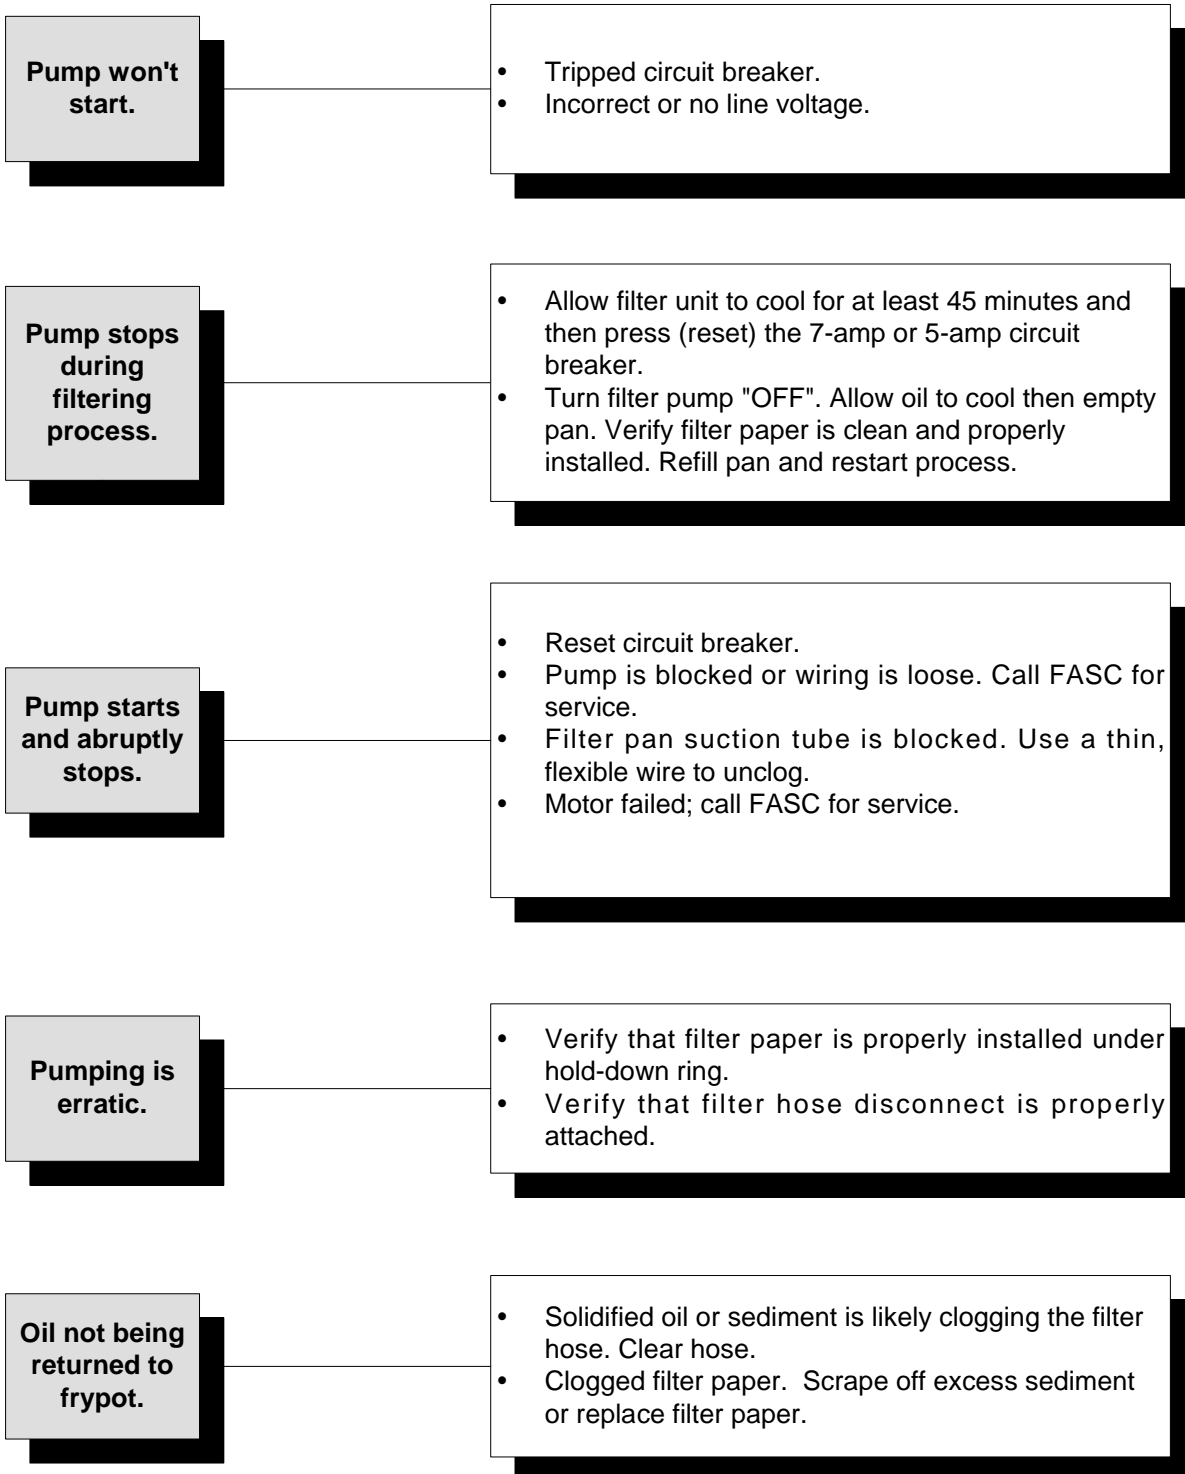 Pump won't
start.
• Tripped circuit breaker.
• Incorrect or no line voltage.
Pump stops
during
filtering
process.
• Allow filter unit to cool for at least 45 minutes and
then press (reset) the 7-amp or 5-amp circuit
breaker.
• Turn filter pump "OFF". Allow oil to cool then empty
pan. Verify filter paper is clean and properly
installed. Refill pan and restart process.
Pump starts
and abruptly
stops.
• Reset circuit breaker.
• Pump is blocked or wiring is loose. Call FASC for
service.
• Filter pan suction tube is blocked. Use a thin,
flexible wire to unclog.
• Motor failed; call FASC for service.
Pumping is
erratic.
• Verify that filter paper is properly installed under
hold-down ring.
• Verify that filter hose disconnect is properly
attached.
Oil not being
returned to
frypot.
• Solidified oil or sediment is likely clogging the filter
hose. Clear hose.
• Clogged filter paper.  Scrape off excess sediment
or replace filter paper.